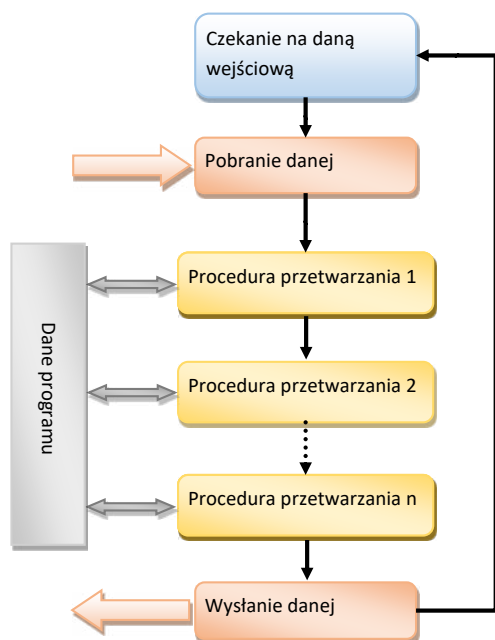 Czekanie na daną
wejściową
Pobranie danej
Procedura przetwarzania 1
Dane programu
Procedura przetwarzania 2
Procedura przetwarzania n
Wysłanie danej